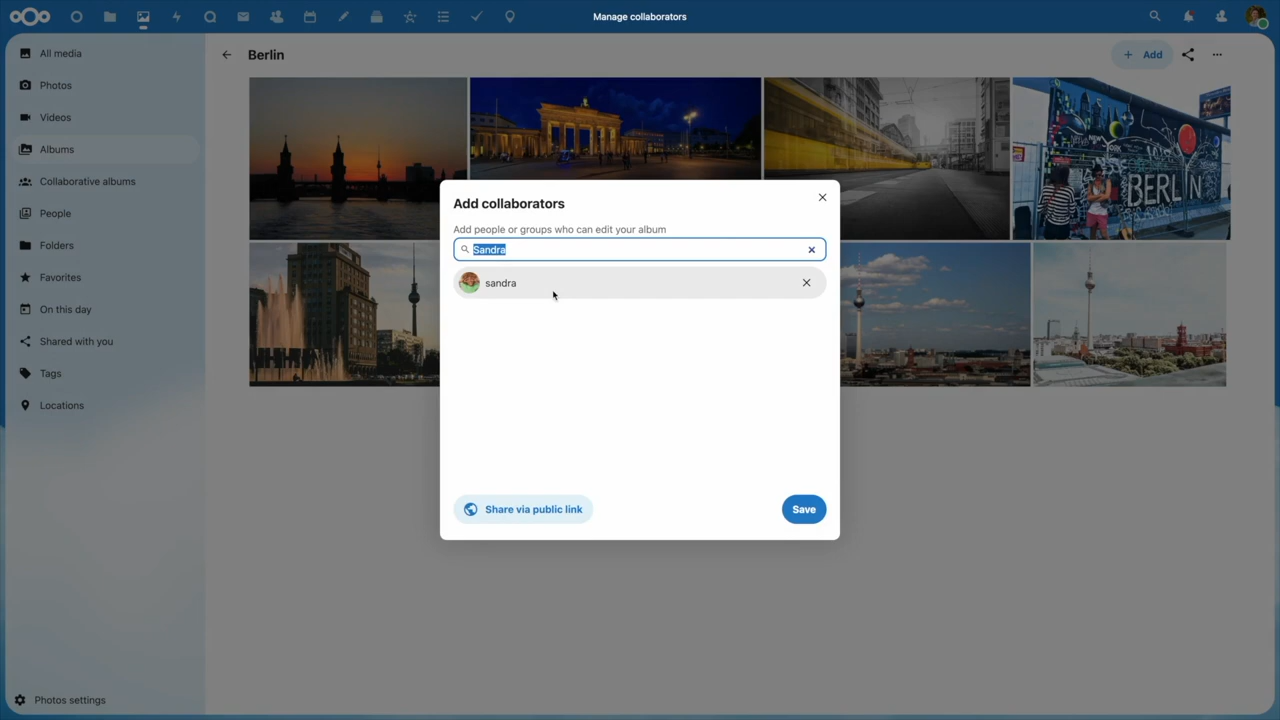 Manage collaborators
All media
Photos
Videos
Albums
Collaborative albums
People
Folders
Favorites
On this day
Shared with you
Tags
Locations
Photos settings
Berlin
Add
BERLIN
Add collaborators
Add people or groups who can edit your album
Sandra
sandra
Share via public link
Save